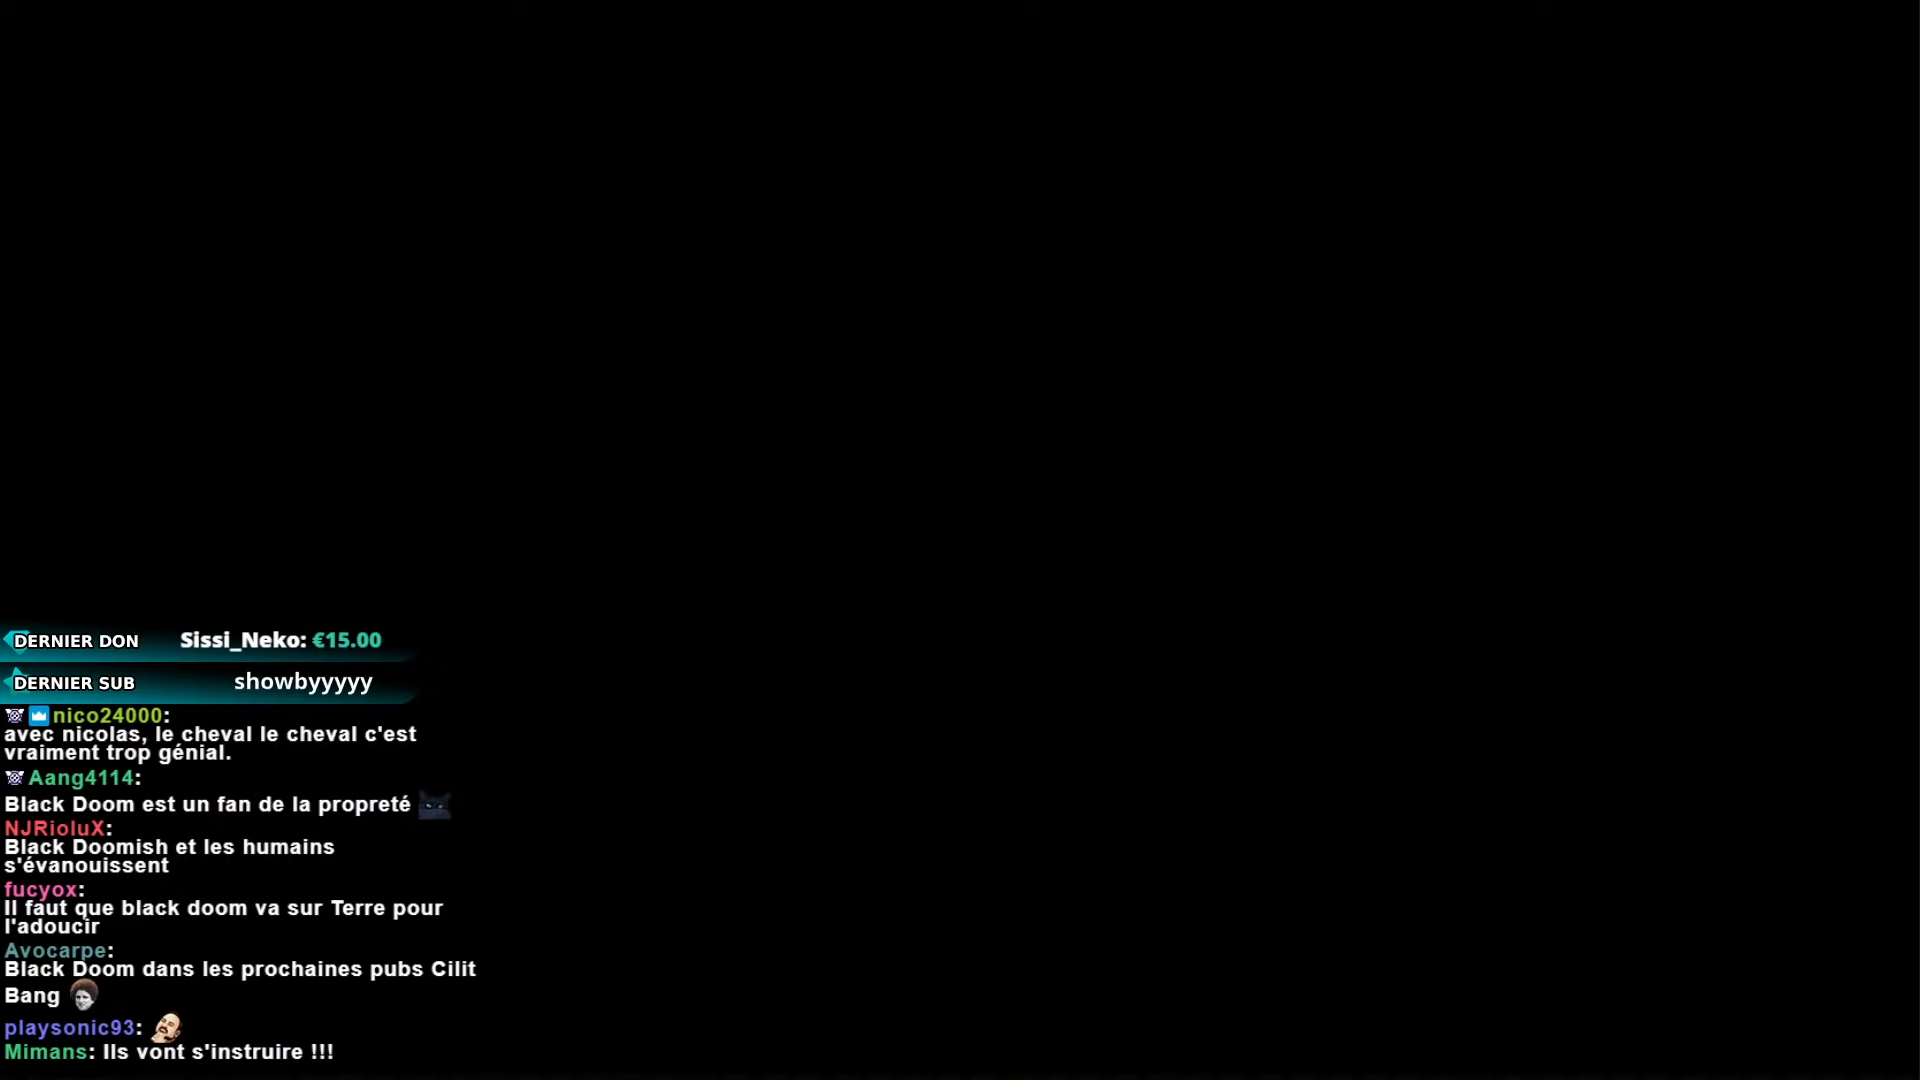 DERNIER DON Sissi_Neko: €15.00
DERNIER SUB showbyyyyy
nico24000:
avec nicolas, le cheval le cheval c'est
vraiment trop génial.
Aang4114:
Black Doom est un fan de la propreté
NJRioluX:
Black Doomish et les humains
s'évanouissent
fucyox:
Il faut que black doom va sur Terre pour
l'adoucir
Avocarpe:
Black Doom dans les prochaines pubs Cilit
Bang
playsonic93:
Mimans: Ils vont s'instruire !!!